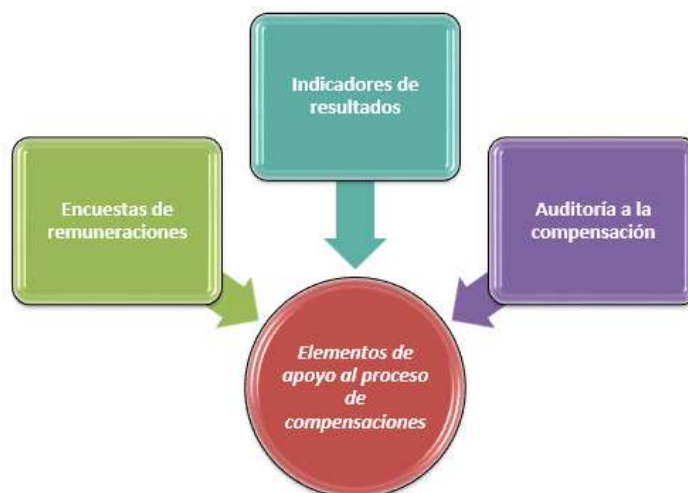 Indicadores de
resultados
Encuestas de
remuneraciones
Auditoría a la
compensación
Elementos de
apoyo al proceso
de
compensaciones